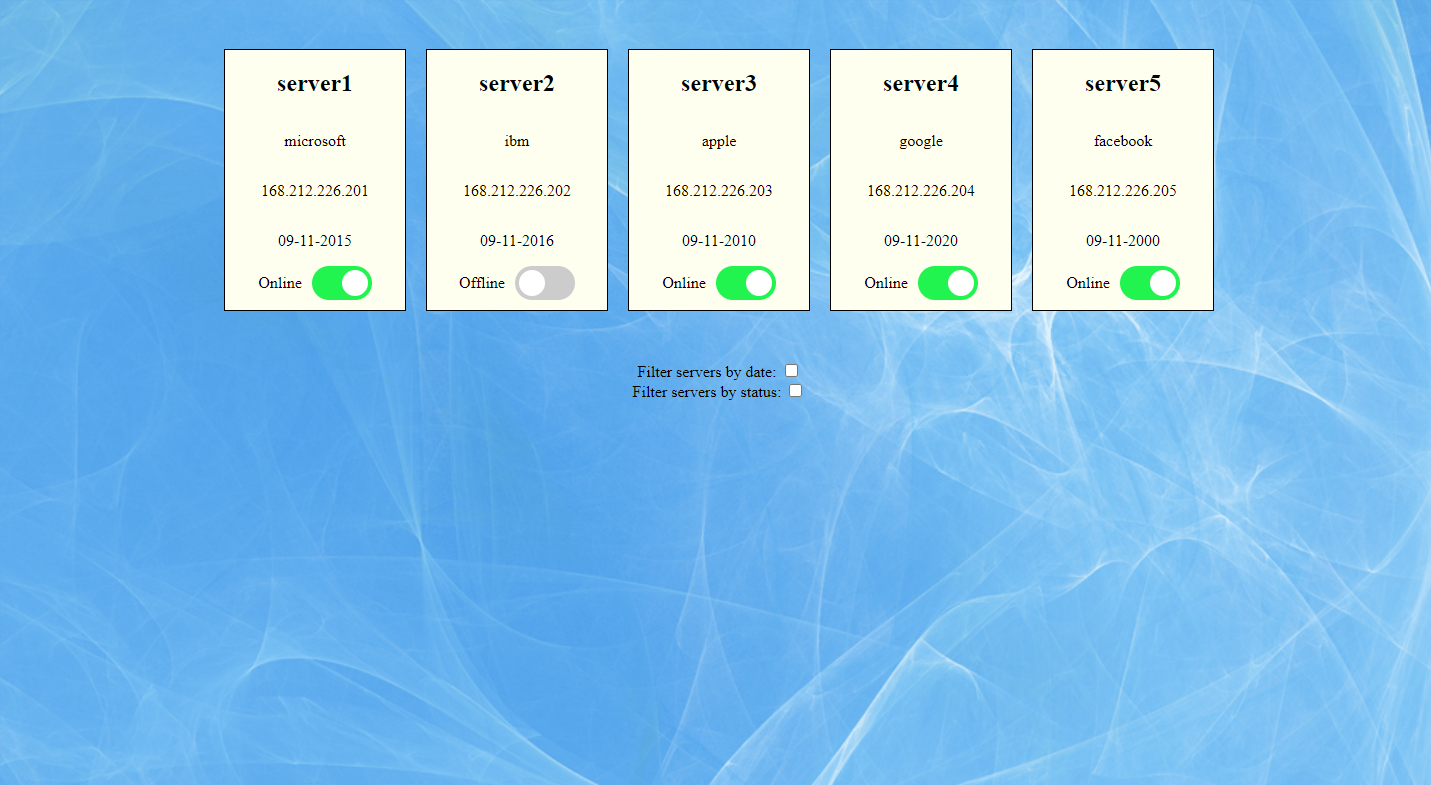 server1
microsoft
168.212.226.201
09-11-2015
Online
server2
ibm
168.212.226.202
09-11-2016
Offline
server3
apple
168.212.226.203
09-11-2010
Online
server4
google
168.212.226.204
09-11-2020
Online
server5
facebook
168.212.226.205
09-11-2000
Online
Filter servers by date:
Filter servers by status: